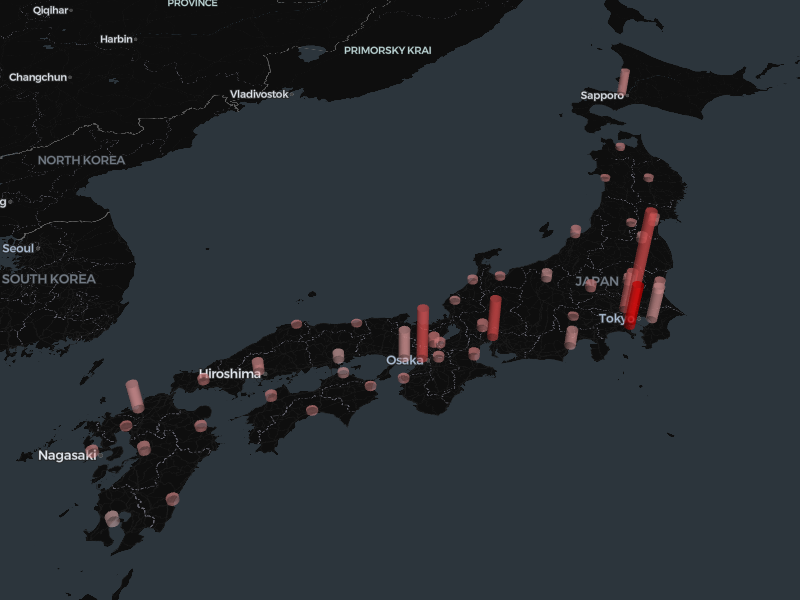 PROVINCE
Qiqihar
Harbin
PRIMORSKY KRAI
Changchun
Vladivostok
Sapporo
NORTH KOREA
g
Seoul
SOUTH KOREA
JAPAN
Tokyo
Osaka
Hiroshima
Nagasaki